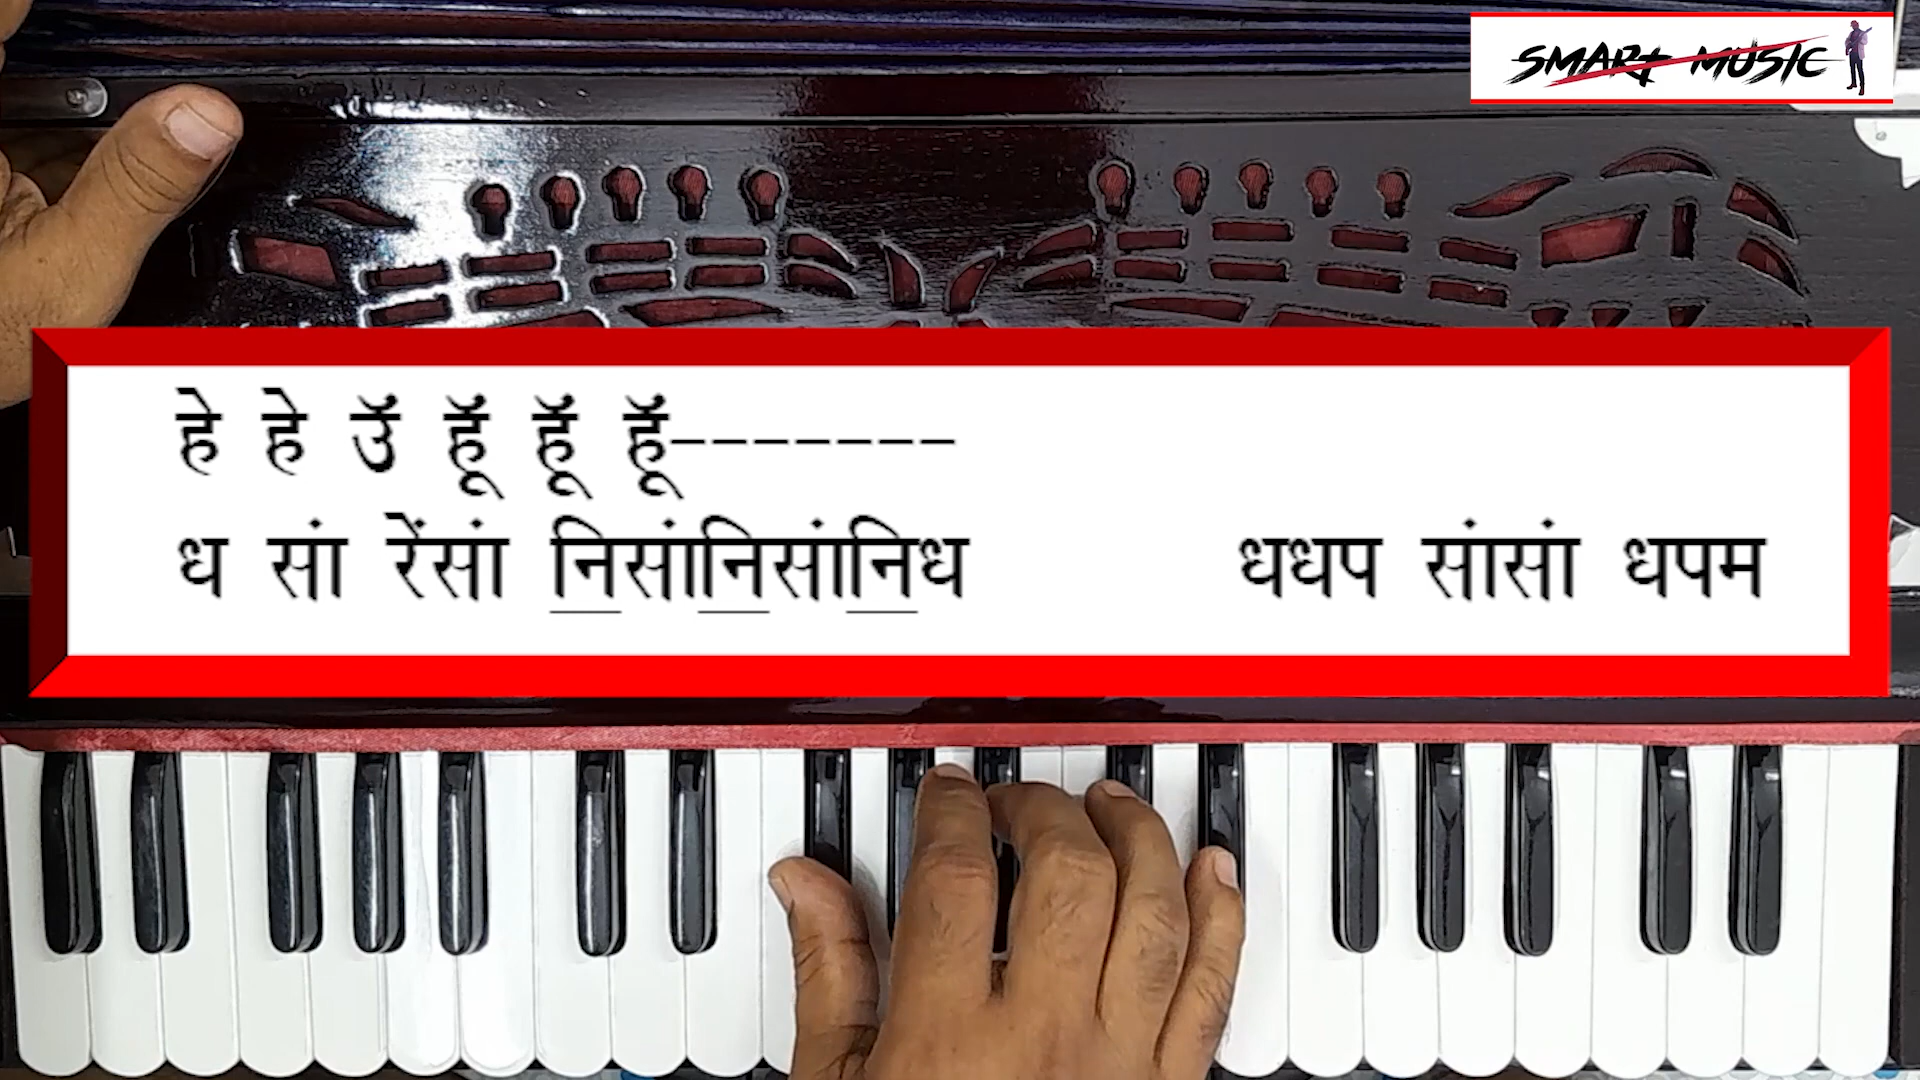 SMART MUSIC
हे हे उॅ हूॅ हूॅ हूॅ-------
ध सां रेंसां निसांनिसांनिध धधप सांसां धपम